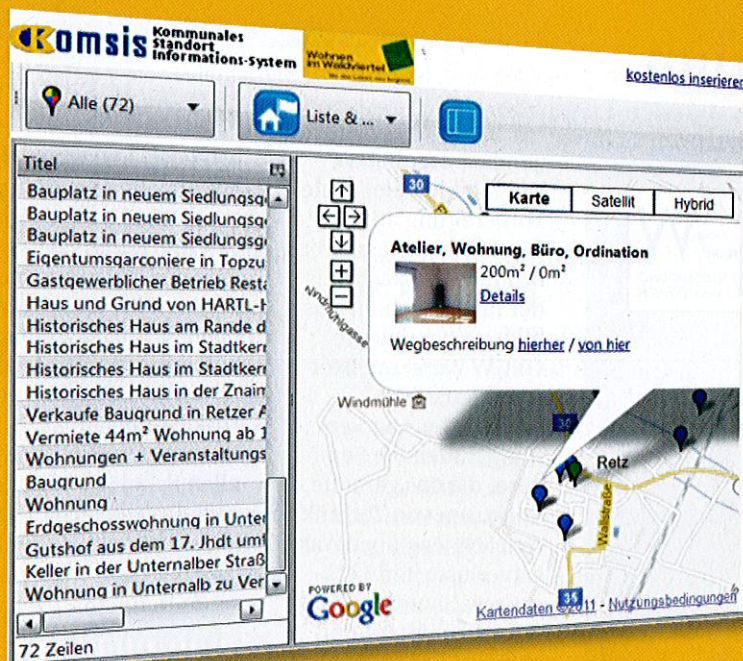 Komsis Kommunales
Standort
Informations-System
Wohnen
im Waldviertel
kostenlos inserieren
Alle (72)
Liste & ...
Titel
Bauplatz in neuem Siedlungsg
Bauplatz in neuem Siedlungsg
Bauplatz in neuem Siedlungsg
Eigentumsgarconiere in Topzu
Gastgewerblicher Betrieb Resta
Haus und Grund von HARTL-H
Historisches Haus am Rande d
Historisches Haus im Stadtkern
Historisches Haus im Stadtkern
Historisches Haus in der Znaim
Verkaufe Baugrund in Retzer A
Vermiete 44m² Wohnung ab 1
Wohnungen + Veranstaltungs
Baugrund
Wohnung
Erdgeschosswohnung in Unter
Gutshof aus dem 17. Jhdt umf
Keller in der Unternalber Straß
Wohnung in Unternalb zu Ver
72 Zeilen
30
Karte Satellit Hybrid
Atelier, Wohnung, Büro, Ordination
200m² / 0m²
Details
Wegbeschreibung hierher / von hier
Windmühlgasse
Windmühle
30
Retz
Wallstraße
35
POWERED BY
Google
Kartendaten ©2011 - Nutzungsbedingungen